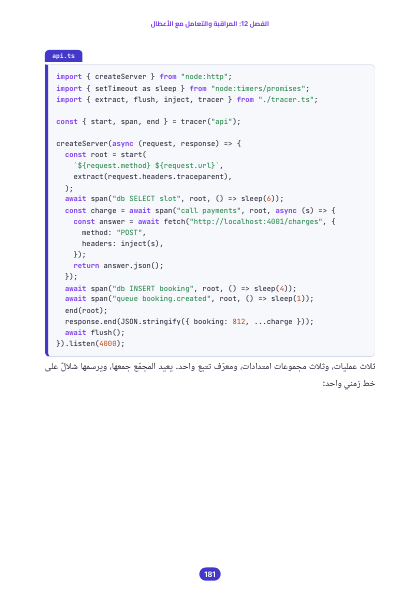 الفصل 12: المراقبة والتعامل مع الأعطال
api.ts
import { createServer } from "node:http";
import { setTimeout as sleep } from "node:timers/promises";
import { extract, flush, inject, tracer } from "./tracer.ts";
const { start, span, end } = tracer("api");
createServer(async (request, response) => {
  const root = start(
    `${request.method} ${request.url}`,
    extract(request.headers.traceparent),
  );
  await span("db SELECT slot", root, () => sleep(6));
  const charge = await span("call payments", root, async (s) => {
    const answer = await fetch("http://localhost:4001/charges", {
      method: "POST",
      headers: inject(s),
    });
    return answer.json();
  });
  await span("db INSERT booking", root, () => sleep(4));
  await span("queue booking.created", root, () => sleep(1));
  end(root);
  response.end(JSON.stringify({ booking: 812, ...charge }));
  await flush();
}).listen(4000);
ثلاث عمليات، وثلاث مجموعات امتدادات، ومعرّف تتبع واحد. يعيد المجمّع جمعها، ويرسمها شلالّ على
خط زمني واحد:
181